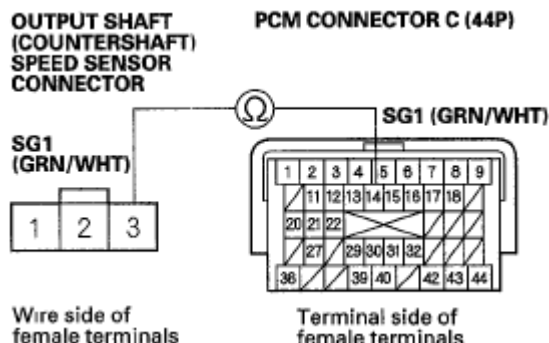 OUTPUT SHAFT
(COUNTERSHAFT)
SPEED SENSOR
CONNECTOR
PCM CONNECTOR C (44P)
Ω
SG1 (GRN/WHT)
SG1
(GRN/WHT)
1 2 3
1 2 3 4 5 6 7 8 9
11 12 13 14 15 16 17 18
20 21 22
27 29 30 31 32
36 39 40 42 43 44
Wire side of
female terminals
Terminal side of
female terminals